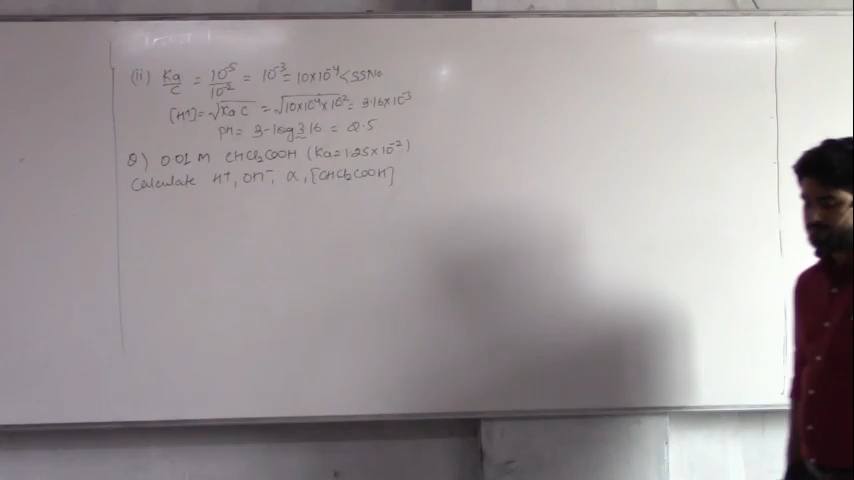 (ii) Ka/C = 10⁻⁵/10⁻² = 10⁻³ = 10×10⁻⁴ < SSNo
[H+] = √Ka C = √10×10⁻⁴×10⁻² = 3.16×10⁻³
pH = 3-log 3.16 = 2.5
Q) 0.01 M CHCl₂COOH (Ka=1.25×10⁻²)
Calculate H+, OH⁻, α, [CHCl₂COOH]